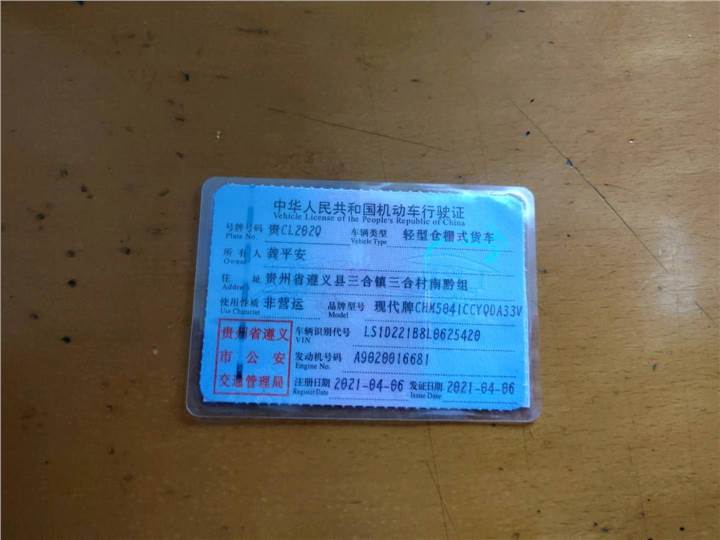 中华人民共和国机动车行驶证
Vehicle License of the People's Republic of China
号牌号码 贵CL202Q 车辆类型 轻型仓栅式货车
Plate No. Vehicle Type
所有人 龚平安
Owner
住址 贵州省遵义县三合镇三合村南黔组
Address
使用性质 非营运 品牌型号 现代牌CHM5041CCYQDA33V
Use Character Model
贵州省遵义 车辆识别代号 LS1D221B8L0625420
VIN
市公安 发动机号码 A9020016681
Engine No.
交通管理局 注册日期 2021-04-06 发证日期 2021-04-06
Register Date Issue Date